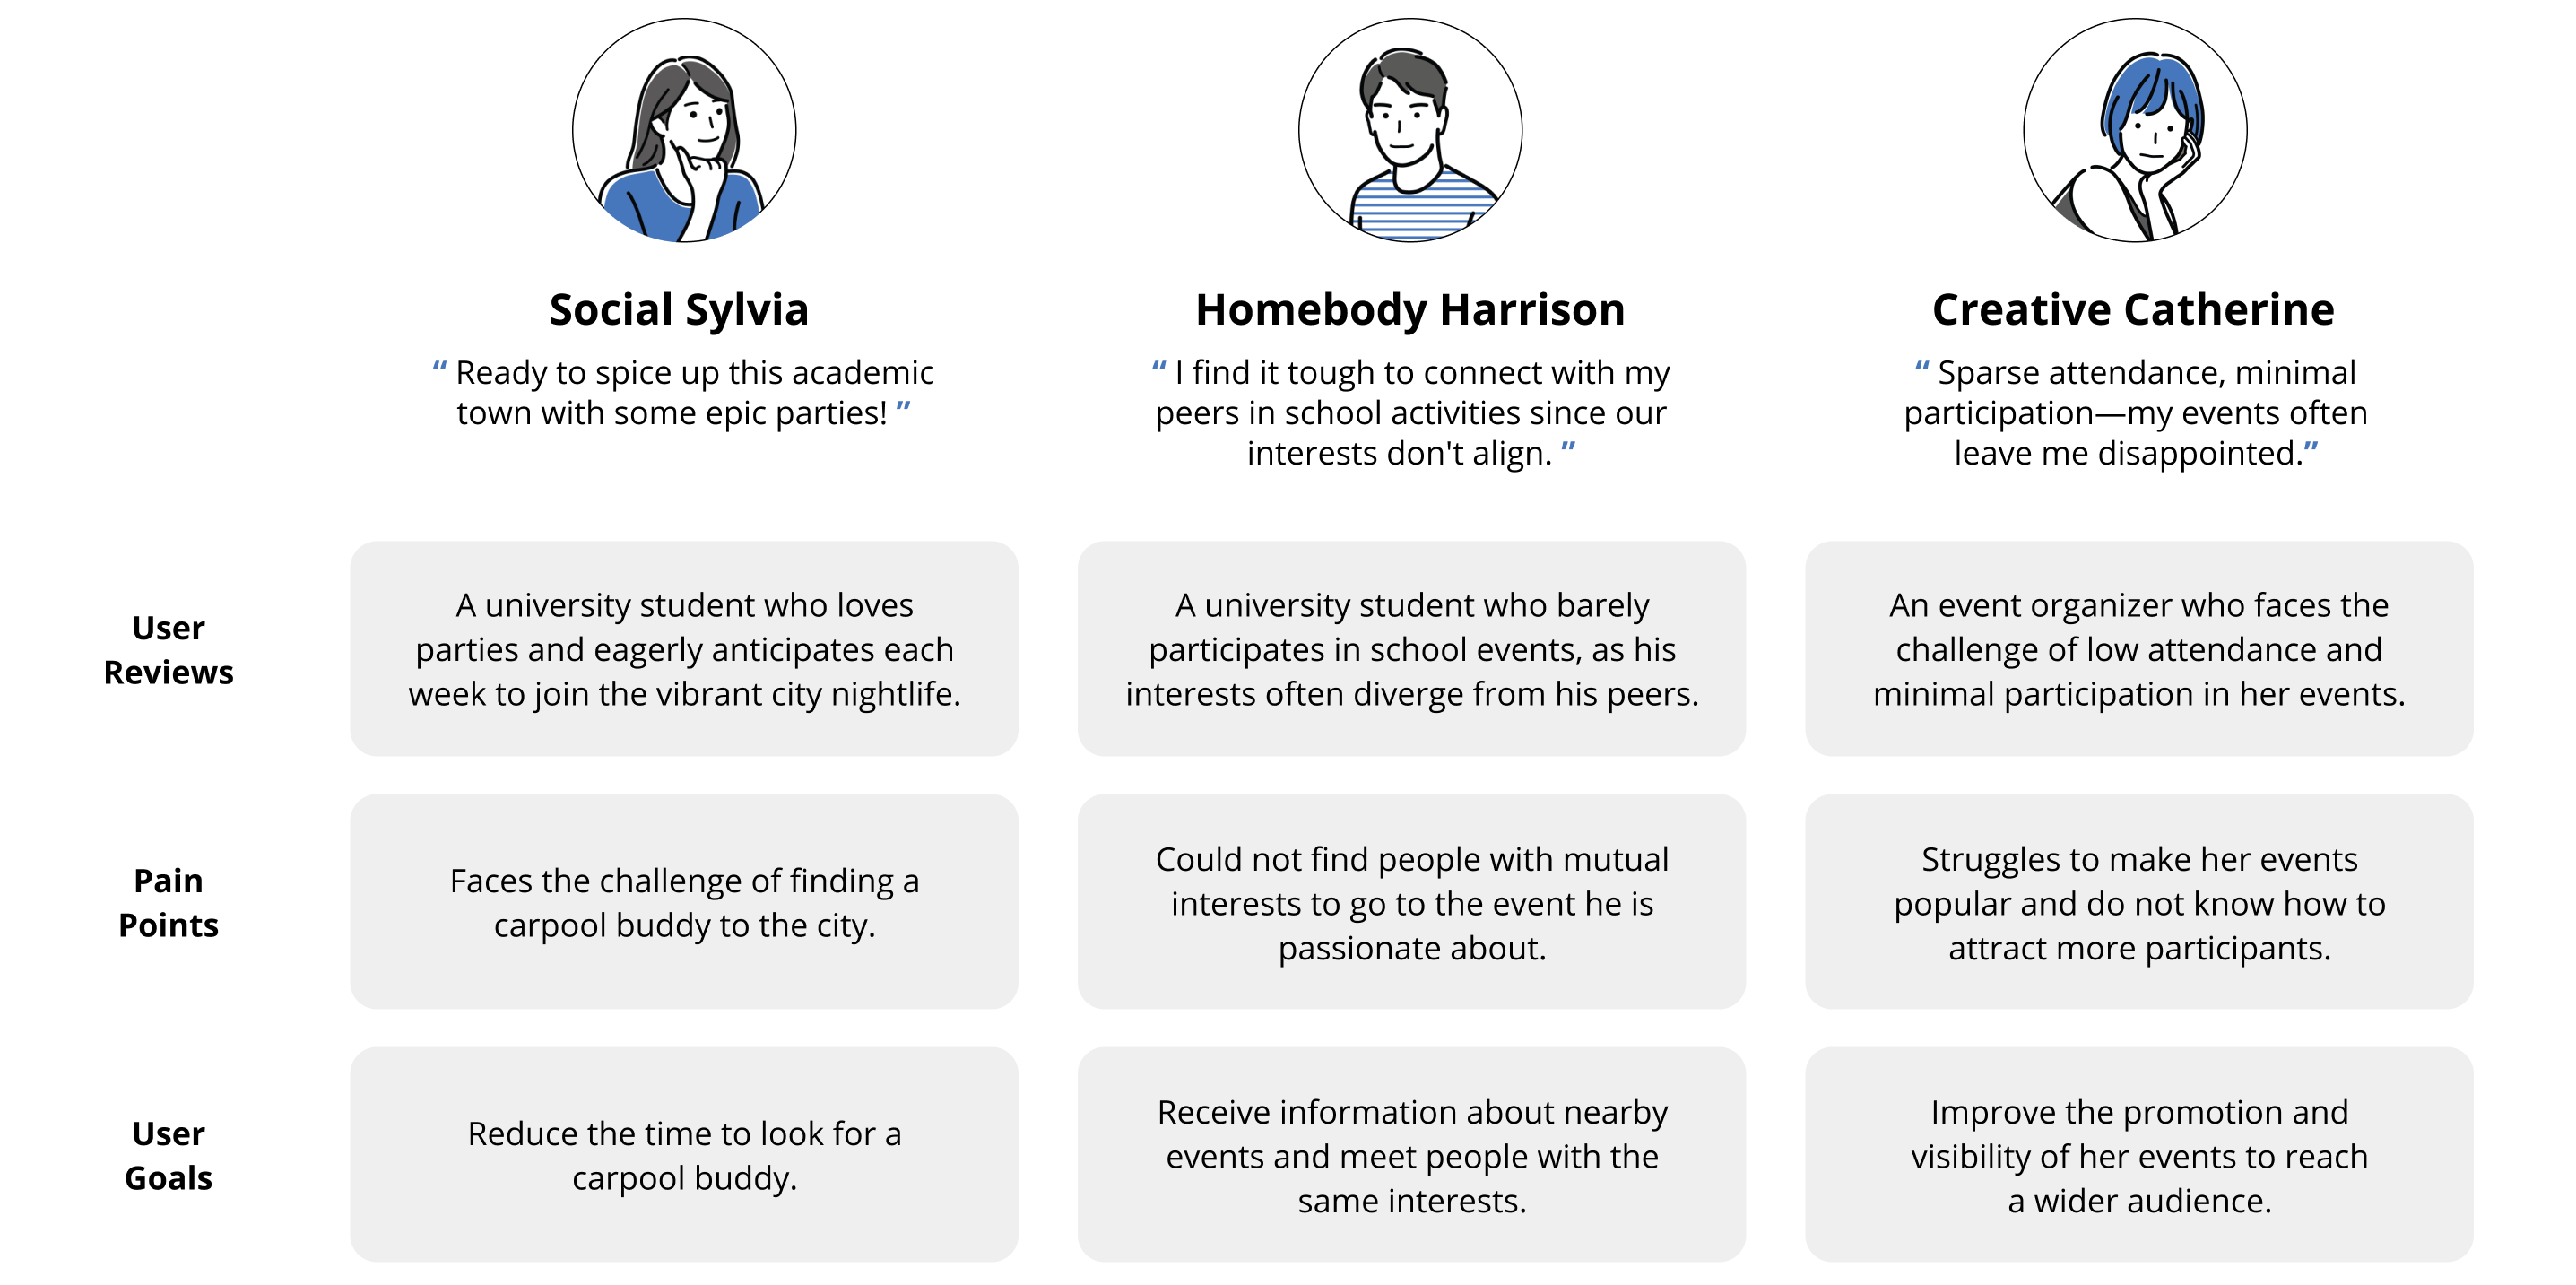 Social Sylvia
“ Ready to spice up this academic
town with some epic parties! ”
Homebody Harrison
“ I find it tough to connect with my
peers in school activities since our
interests don't align. ”
Creative Catherine
“ Sparse attendance, minimal
participation—my events often
leave me disappointed.”
User
Reviews
A university student who loves
parties and eagerly anticipates each
week to join the vibrant city nightlife.
A university student who barely
participates in school events, as his
interests often diverge from his peers.
An event organizer who faces the
challenge of low attendance and
minimal participation in her events.
Pain
Points
Faces the challenge of finding a
carpool buddy to the city.
Could not find people with mutual
interests to go to the event he is
passionate about.
Struggles to make her events
popular and do not know how to
attract more participants.
User
Goals
Reduce the time to look for a
carpool buddy.
Receive information about nearby
events and meet people with the
same interests.
Improve the promotion and
visibility of her events to reach
a wider audience.